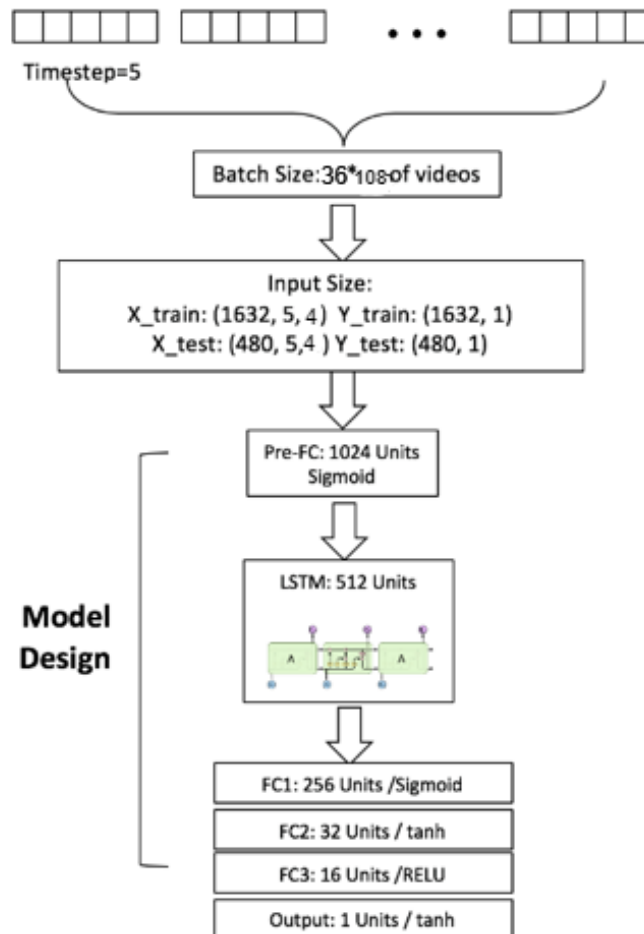 Timestep=5
Batch Size:36*108 of videos
Input Size:
X_train: (1632, 5, 4) Y_train: (1632, 1)
X_test: (480, 5,4 ) Y_test: (480, 1)
Pre-FC: 1024 Units
Sigmoid
LSTM: 512 Units
A
A
Model
Design
FC1: 256 Units /Sigmoid
FC2: 32 Units / tanh
FC3: 16 Units /RELU
Output: 1 Units / tanh